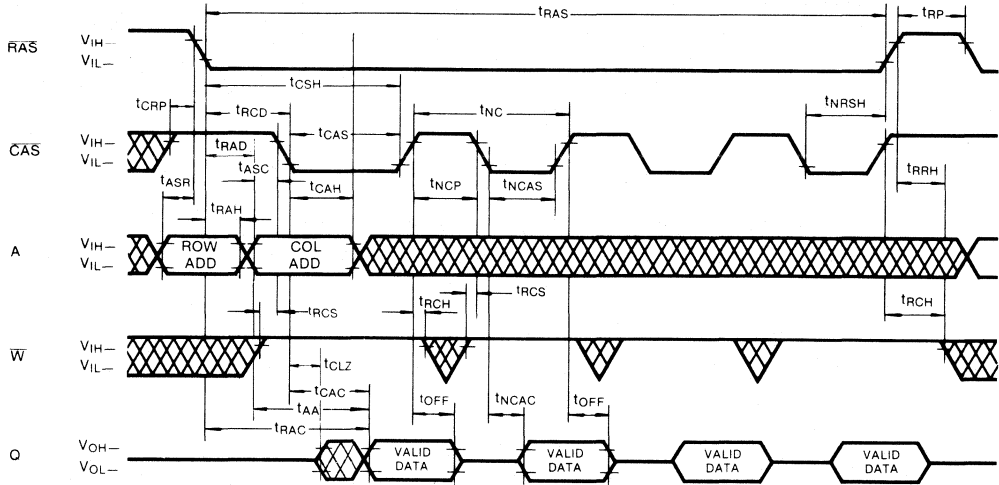 tRAS
tRP
RAS
VIH
VIL
tCSH
tCRP
tRCD
tNC
tNRSH
tCAS
CAS
VIH
VIL
tRAD
tASC
tRRH
tASR
tCAH
tNCP
tNCAS
tRAH
A
VIH
VIL
ROW ADD
COL ADD
tRCS
tRCH
tRCS
tRCH
W
VIH
VIL
tCLZ
tCAC
tAA
tOFF
tNCAC
tOFF
tRAC
Q
VOH
VOL
VALID DATA
VALID DATA
VALID DATA
VALID DATA